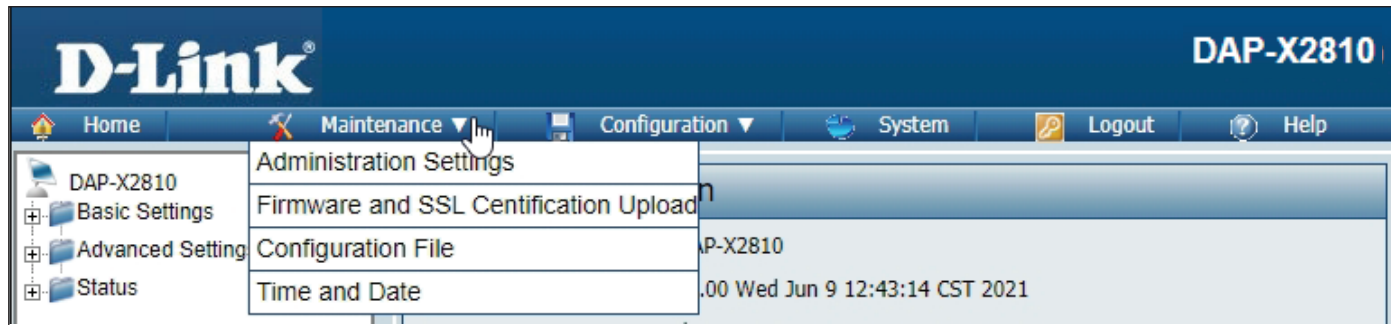 D-Link®
DAP-X2810
Home Maintenance ▼ Configuration ▼ System Logout Help
Administration Settings
DAP-X2810
Basic Settings
Firmware and SSL Centification Upload
Advanced Setting
Configuration File
AP-X2810
Status
Time and Date
.00 Wed Jun 9 12:43:14 CST 2021